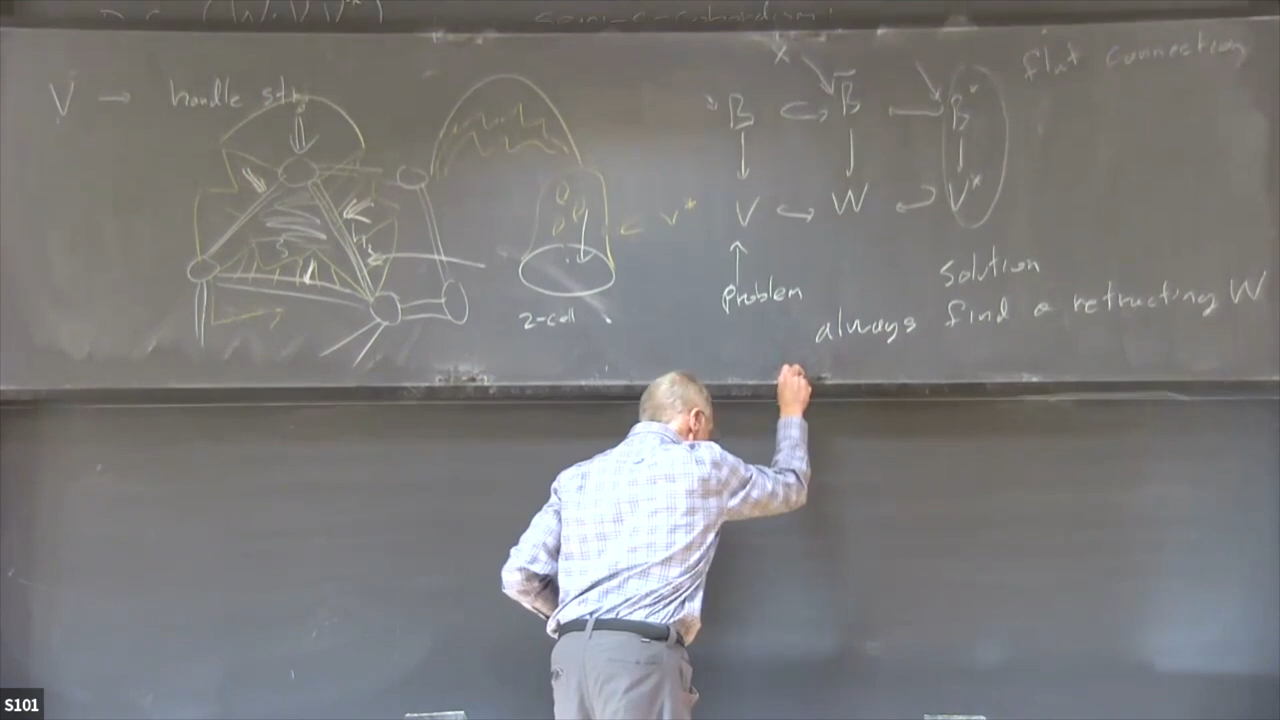 V → handle str
flat connection
x
B ↪ B̄ → B*
V ↪ W ↩ V*
⊂ V*
problem
2-cell
solution
always find a retracting W
S101